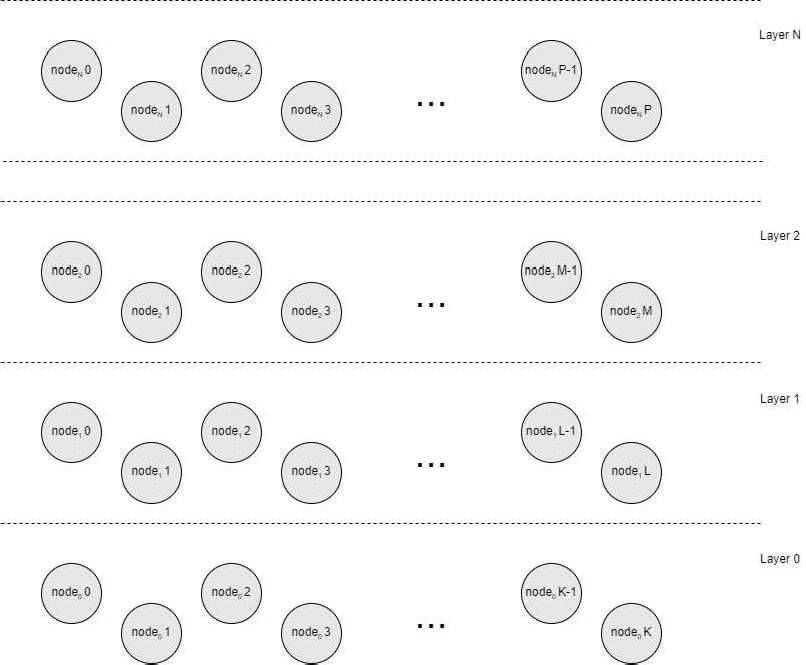 Layer N
node_N 0
node_N 2
node_N P-1
node_N 1
node_N 3
...
node_N P
Layer 2
node_2 0
node_2 2
node_2 M-1
node_2 1
node_2 3
...
node_2 M
Layer 1
node_1 0
node_1 2
node_1 L-1
node_1 1
node_1 3
...
node_1 L
Layer 0
node_0 0
node_0 2
node_0 K-1
node_0 1
node_0 3
...
node_0 K